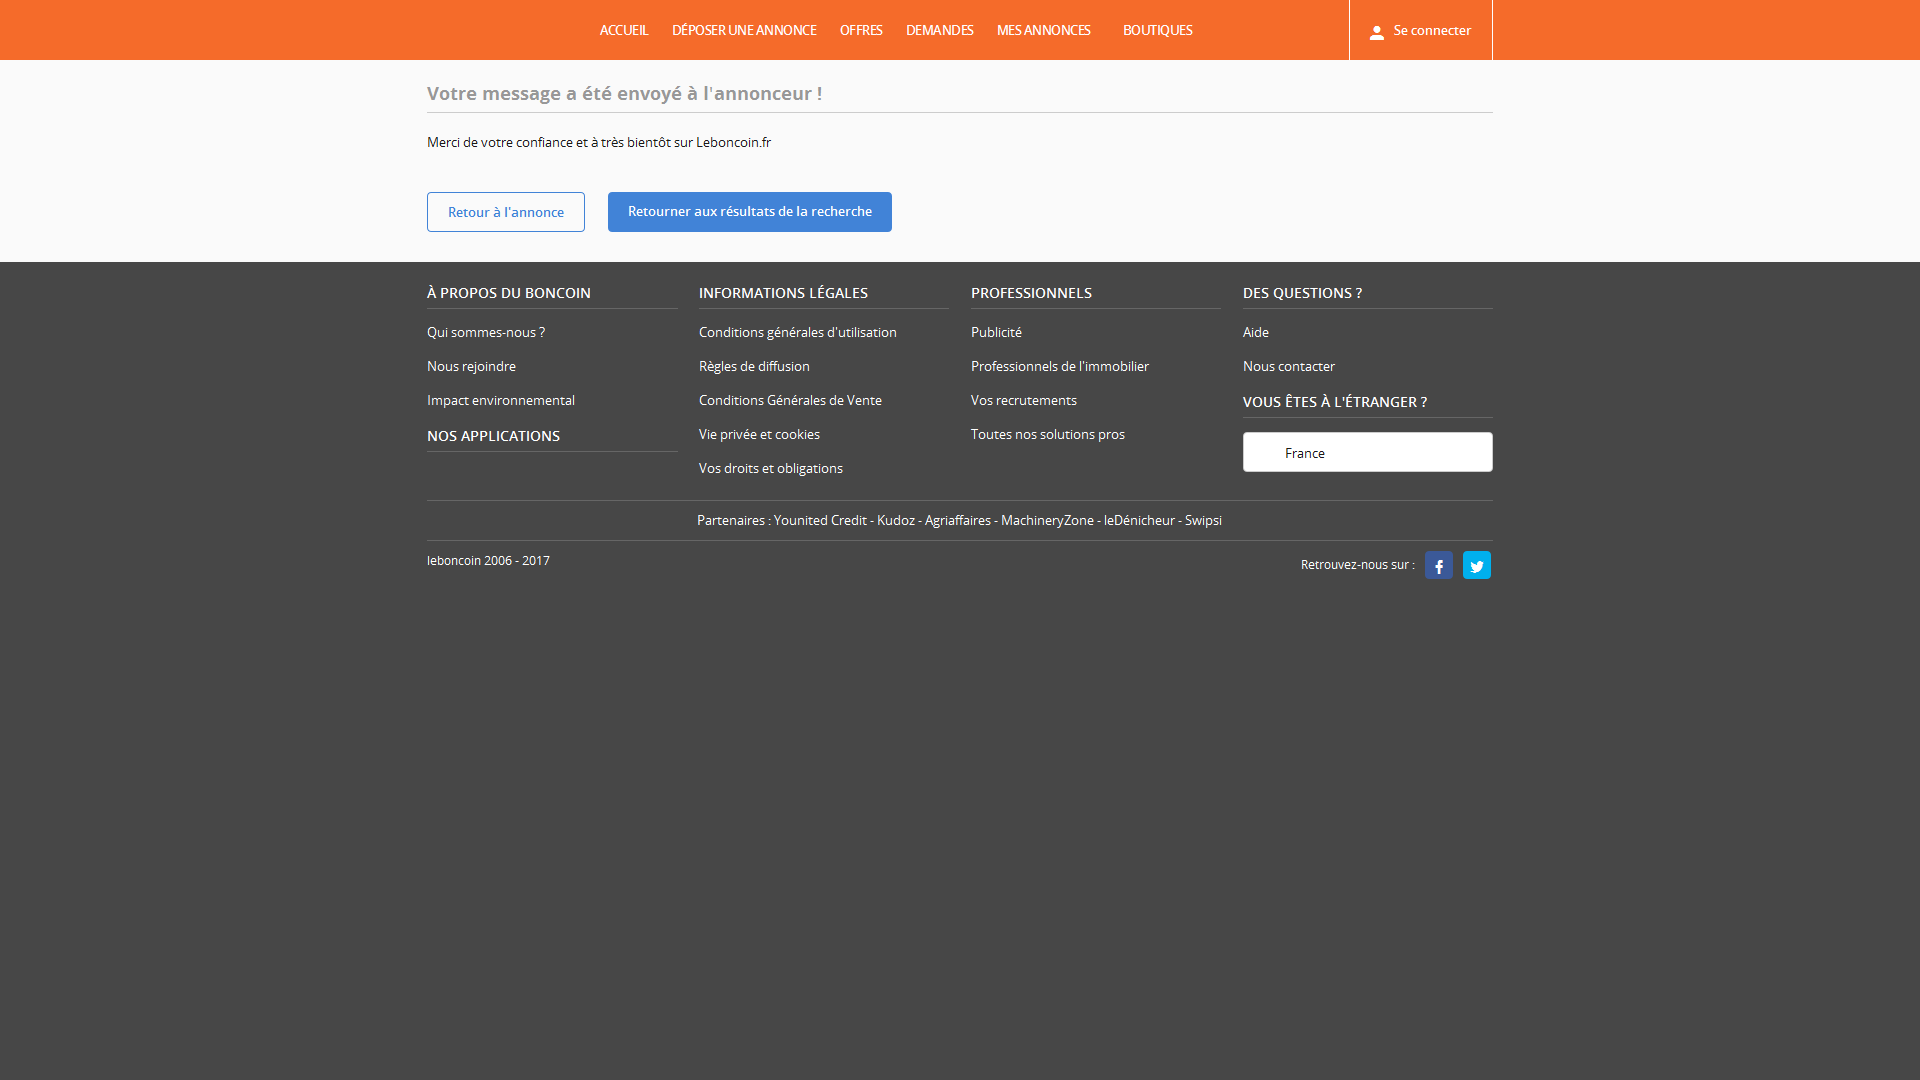 ACCUEIL DÉPOSER UNE ANNONCE OFFRES DEMANDES MES ANNONCES BOUTIQUES Se connecter
Votre message a été envoyé à l'annonceur !
Merci de votre confiance et à très bientôt sur Leboncoin.fr
Retour à l'annonce Retourner aux résultats de la recherche
À PROPOS DU BONCOIN
Qui sommes-nous ?
Nous rejoindre
Impact environnemental
NOS APPLICATIONS
INFORMATIONS LÉGALES
Conditions générales d'utilisation
Règles de diffusion
Conditions Générales de Vente
Vie privée et cookies
Vos droits et obligations
PROFESSIONNELS
Publicité
Professionnels de l'immobilier
Vos recrutements
Toutes nos solutions pros
DES QUESTIONS ?
Aide
Nous contacter
VOUS ÊTES À L'ÉTRANGER ?
France
Partenaires : Younited Credit - Kudoz - Agriaffaires - MachineryZone - leDénicheur - Swipsi
leboncoin 2006 - 2017
Retrouvez-nous sur :